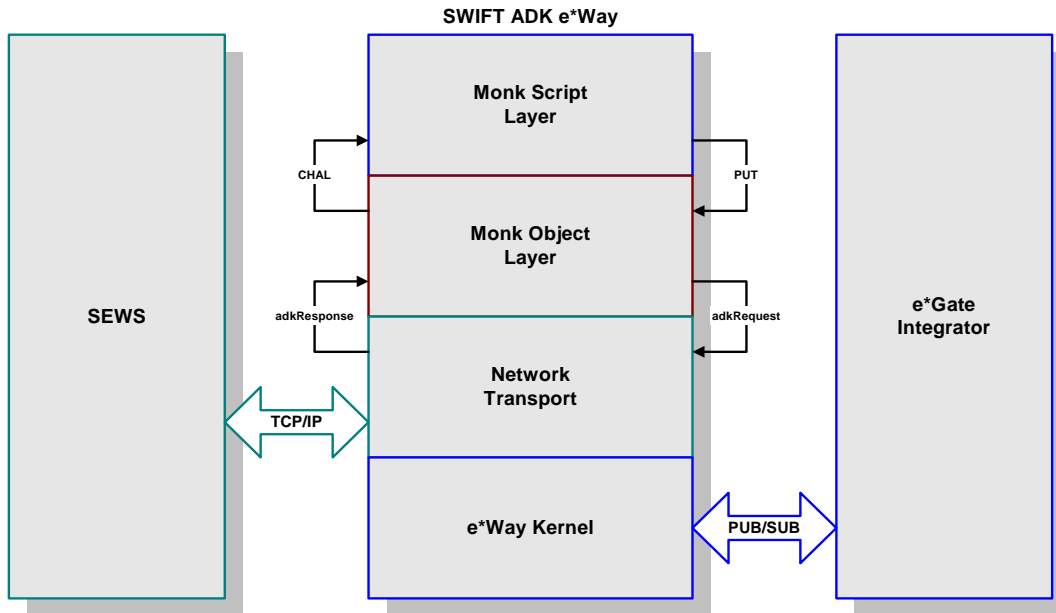 SWIFT ADK e*Way
Monk Script
Layer
CHAL
PUT
Monk Object
Layer
SEWS
adkResponse
adkRequest
e*Gate
Integrator
Network
Transport
TCP/IP
e*Way Kernel
PUB/SUB